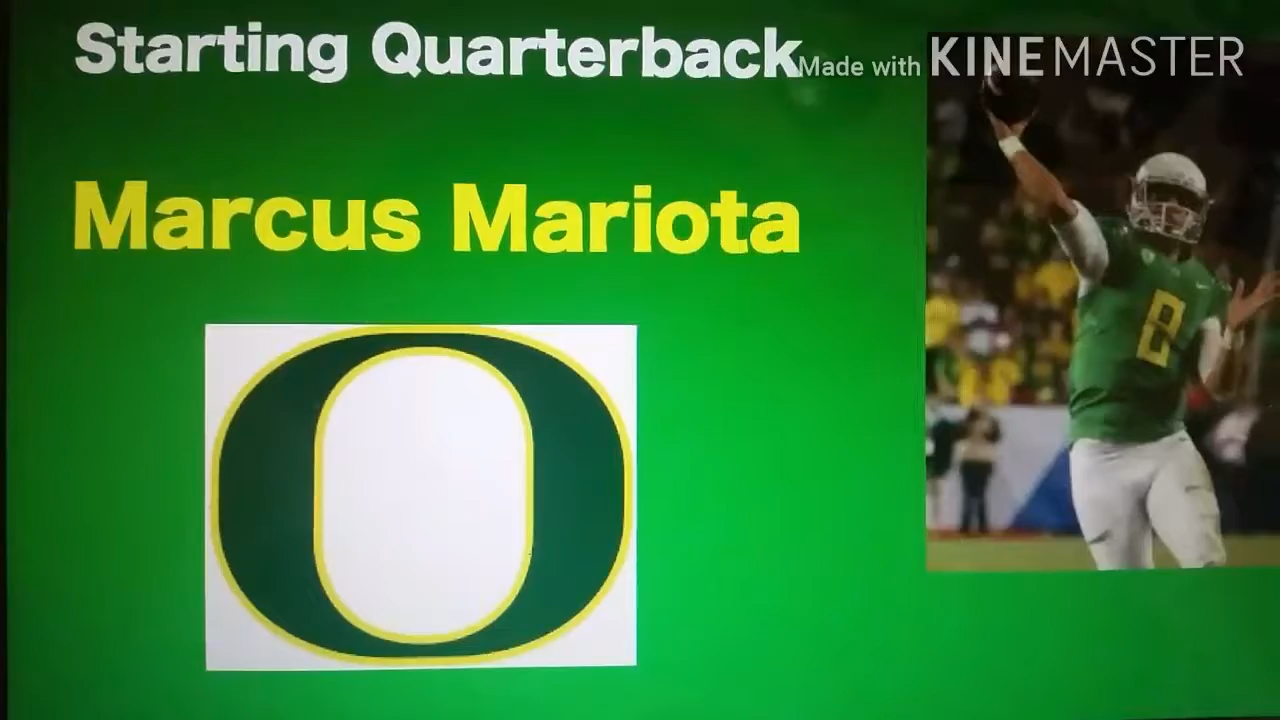 Starting Quarterback
Made with KINEMASTER
Marcus Mariota
O
8